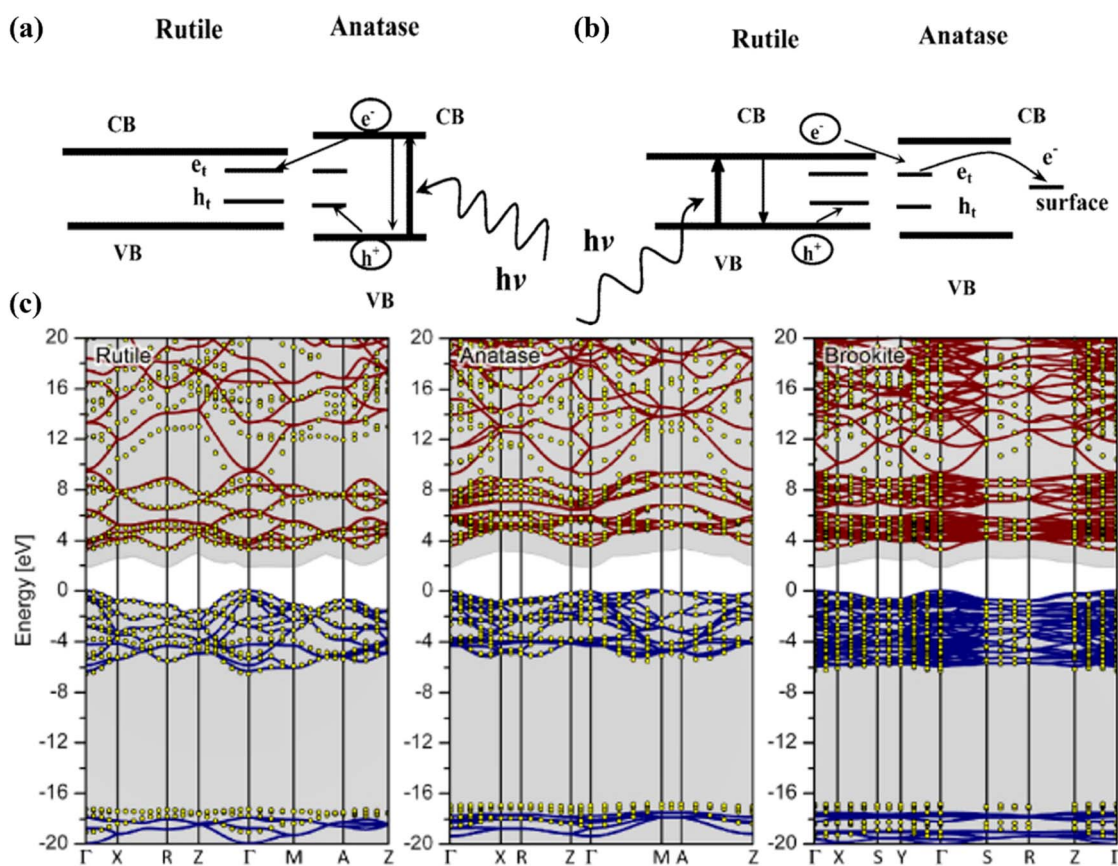 (a)
Rutile
Anatase
CB
e-
CB
et
ht
VB
h+
hν
VB
(b)
Rutile
Anatase
CB
e-
CB
et
e-
ht
surface
hν
VB
h+
VB
(c)
Energy [eV]
20
16
12
8
4
0
-4
-8
-12
-16
-20
Rutile
Γ X R Z Γ M A Z
20
16
12
8
4
0
-4
-8
-12
-16
-20
Anatase
Γ X R Z Γ M A Z
20
16
12
8
4
0
-4
-8
-12
-16
-20
Brookite
Γ X S Y Γ S R Z Γ